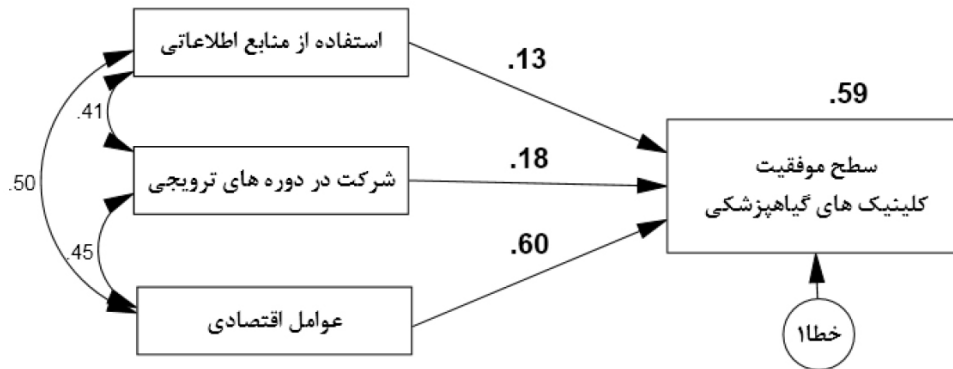 استفاده از منابع اطلاعاتی
.13
.59
.41
سطح موفقیت
کلینیک های گیاهپزشکی
شرکت در دوره های ترویجی
.18
.50
.45
.60
عوامل اقتصادی
خطا۱